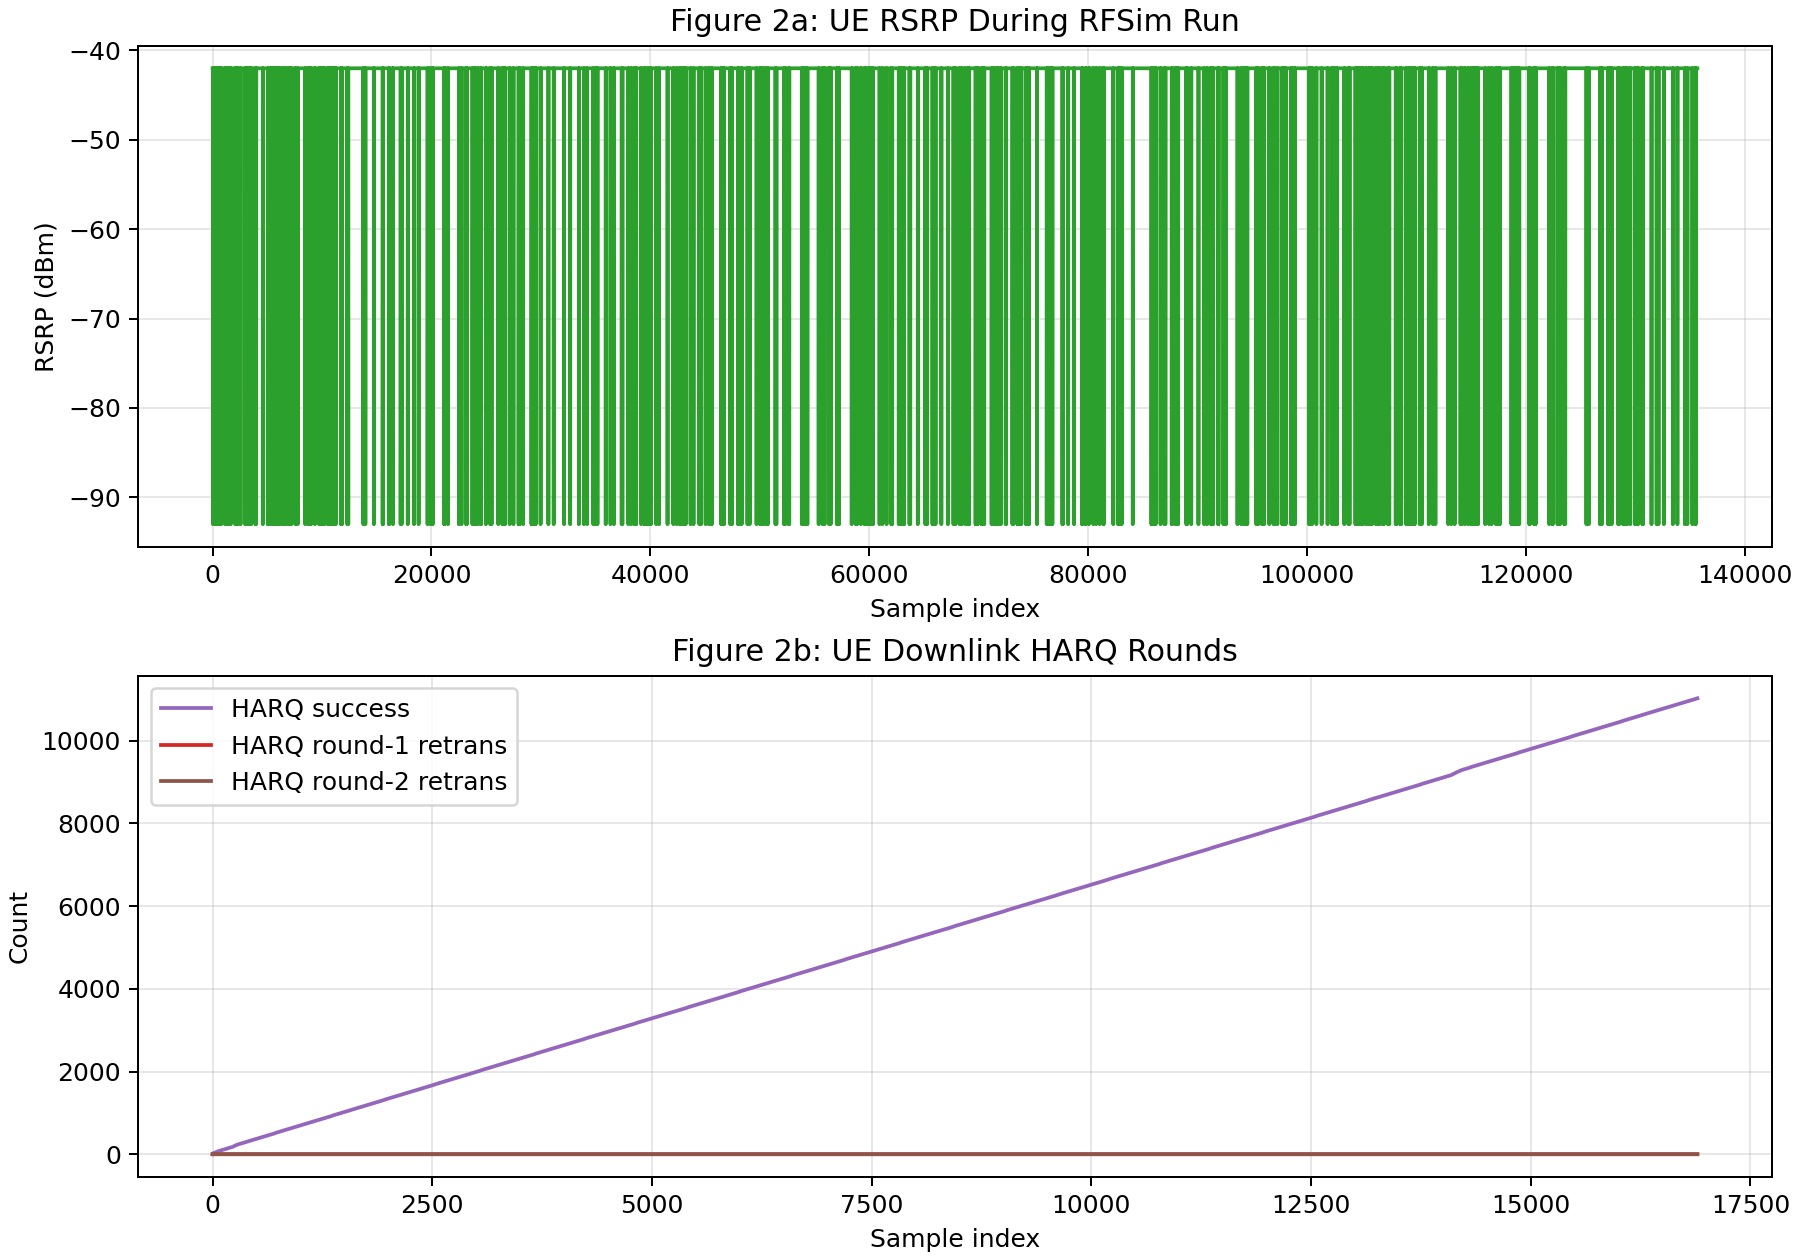 Figure 2a: UE RSRP During RFSim Run
−40
−50
−60
−70
−80
−90
RSRP (dBm)
0 20000 40000 60000 80000 100000 120000 140000
Sample index
Figure 2b: UE Downlink HARQ Rounds
HARQ success
HARQ round-1 retrans
HARQ round-2 retrans
10000
8000
6000
4000
2000
0
Count
0 2500 5000 7500 10000 12500 15000 17500
Sample index